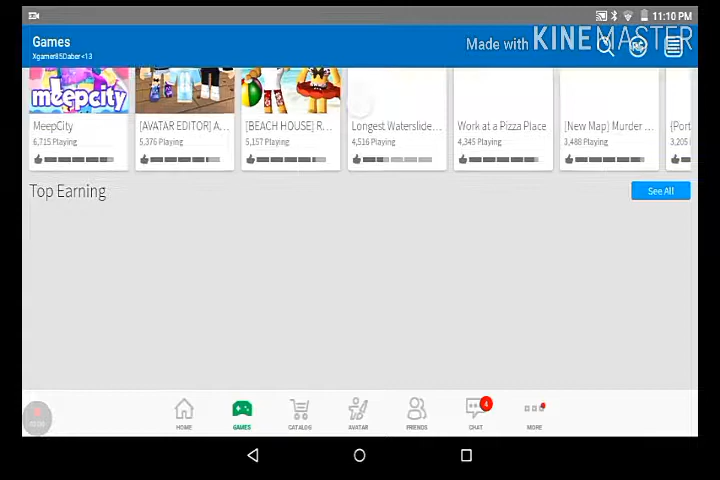 11:10 PM
Games
Xgamer85Daber <13
Made with KINEMASTER
meepcity
MeepCity
[AVATAR EDITOR] A...
[BEACH HOUSE] R...
Longest Waterslide...
Work at a Pizza Place
[New Map] Murder ...
[Port
6,715 Playing
5,376 Playing
5,157 Playing
4,516 Playing
4,345 Playing
3,488 Playing
3,205
Top Earning
See All
4
HOME
GAMES
CATALOG
AVATAR
FRIENDS
CHAT
MORE